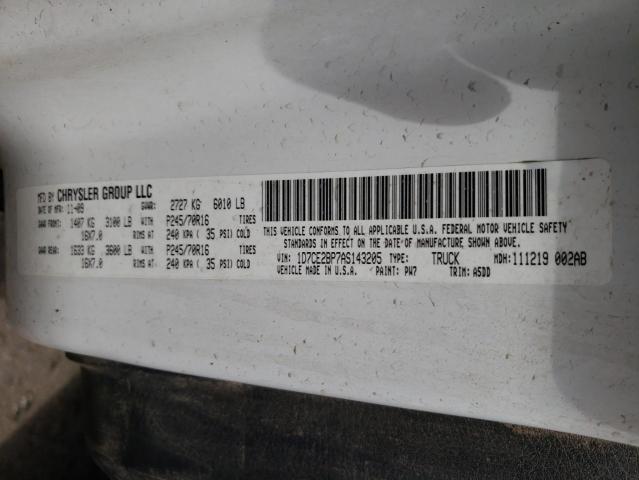 MFD BY CHRYSLER GROUP LLC
DATE OF MFR: 11-09 GVWR: 2727 KG 6010 LB
GAWR FRONT: 1407 KG 3100 LB WITH P245/70R16 TIRES
16X7.0 RIMS AT 240 KPA ( 35 PSI) COLD
GAWR REAR: 1633 KG 3600 LB WITH P245/70R16 TIRES
16X7.0 RIMS AT 240 KPA ( 35 PSI) COLD
THIS VEHICLE CONFORMS TO ALL APPLICABLE U.S.A. FEDERAL MOTOR VEHICLE SAFETY
STANDARDS IN EFFECT ON THE DATE OF MANUFACTURE SHOWN ABOVE.
VIN: 1D7CE2BP7AS143205 TYPE: TRUCK MDH: 111219 002AB
VEHICLE MADE IN U.S.A. PAINT: PW7 TRIM: A5DD